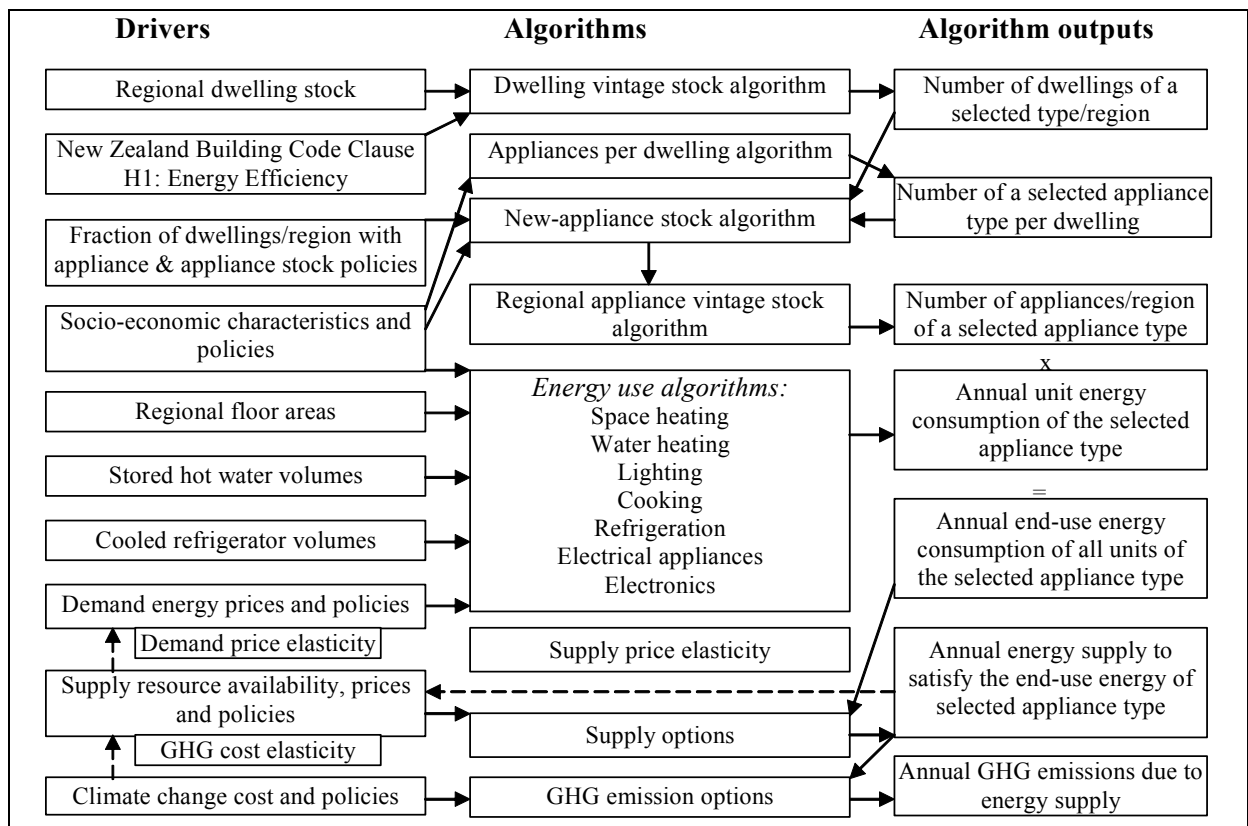 Drivers
Algorithms
Algorithm outputs
Regional dwelling stock
Dwelling vintage stock algorithm
Number of dwellings of a
selected type/region
New Zealand Building Code Clause
H1: Energy Efficiency
Appliances per dwelling algorithm
Number of a selected appliance
type per dwelling
New-appliance stock algorithm
Fraction of dwellings/region with
appliance & appliance stock policies
Regional appliance vintage stock
algorithm
Number of appliances/region
of a selected appliance type
Socio-economic characteristics and
policies
x
Energy use algorithms:
Space heating
Water heating
Lighting
Cooking
Refrigeration
Electrical appliances
Electronics
Annual unit energy
consumption of the selected
appliance type
Regional floor areas
Stored hot water volumes
=
Cooled refrigerator volumes
Annual end-use energy
consumption of all units of
the selected appliance type
Demand energy prices and policies
Demand price elasticity
Supply price elasticity
Annual energy supply to
satisfy the end-use energy of
selected appliance type
Supply resource availability, prices
and policies
Supply options
GHG cost elasticity
Climate change cost and policies
GHG emission options
Annual GHG emissions due to
energy supply